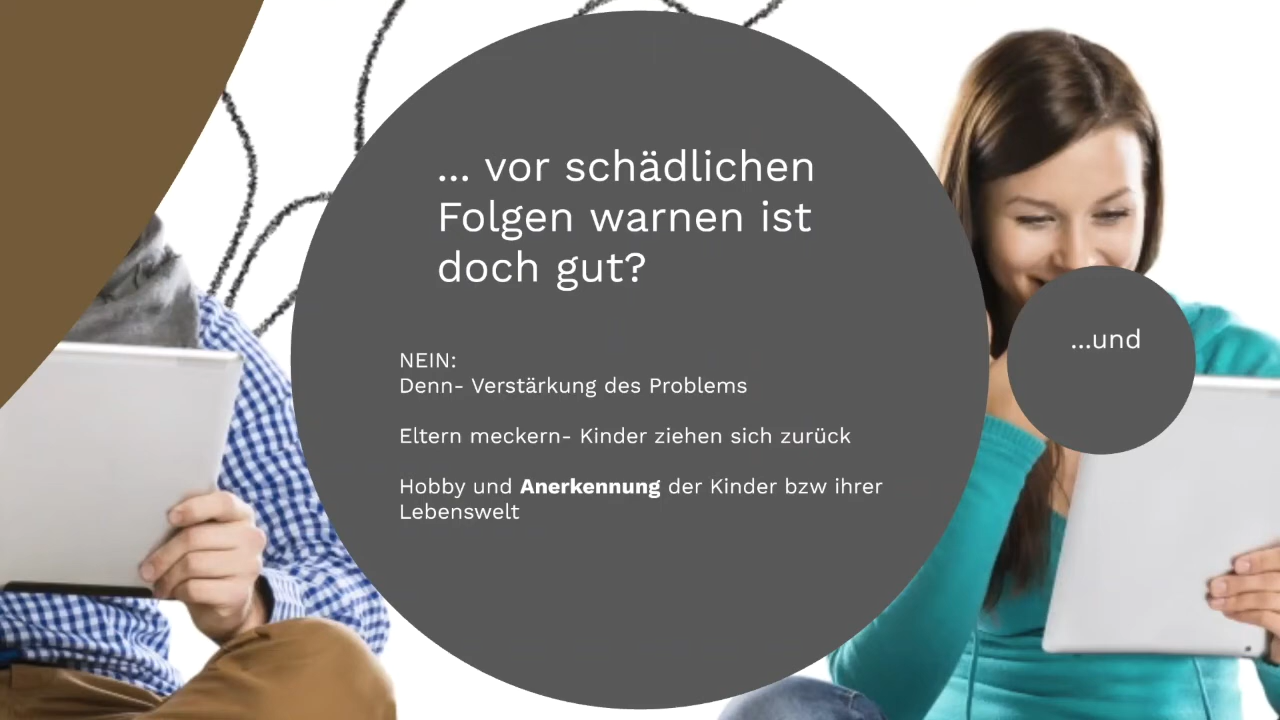 ... vor schädlichen
Folgen warnen ist
doch gut?
NEIN:
Denn- Verstärkung des Problems
Eltern meckern- Kinder ziehen sich zurück
Hobby und Anerkennung der Kinder bzw ihrer
Lebenswelt
...und